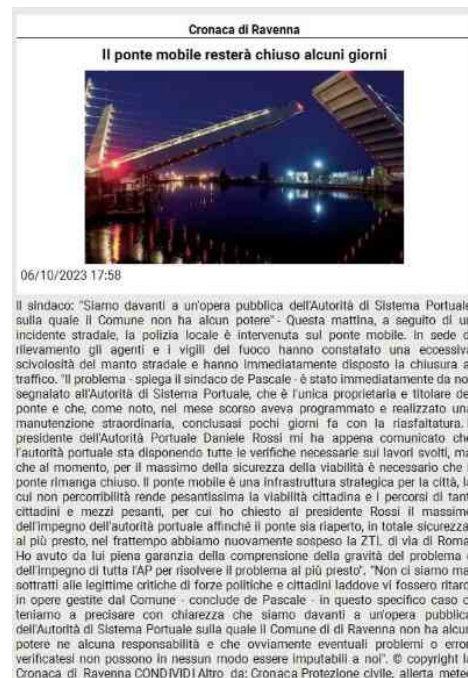 Cronaca di Ravenna
Il ponte mobile resterà chiuso alcuni giorni
06/10/2023 17:58
Il sindaco: "Siamo davanti a un'opera pubblica dell'Autorità di Sistema Portuale
sulla quale il Comune non ha alcun potere" - Questa mattina, a seguito di un
incidente stradale, la polizia locale è intervenuta sul ponte mobile. In sede d
rilevamento gli agenti e i vigili del fuoco hanno constatato una eccessiva
scivolosità del manto stradale e hanno immediatamente disposto la chiusura a
traffico. "Il problema - spiega il sindaco de Pascale - è stato immediatamente da no
segnalato all'Autorità di Sistema Portuale, che è l'unica proprietaria e titolare de
ponte e che, come noto, nel mese scorso aveva programmato e realizzato una
manutenzione straordinaria, conclusasi pochi giorni fa con la riasfaltatura.
presidente dell'Autorità Portuale Daniele Rossi mi ha appena comunicato che
l'autorità portuale sta disponendo tutte le verifiche necessarie sui lavori svolti, ma
che al momento, per il massimo della sicurezza della viabilità è necessario che
ponte rimanga chiuso. Il ponte mobile è una infrastruttura strategica per la città, la
cui non percorribilità rende pesantissima la viabilità cittadina e i percorsi di tant
cittadini e mezzi pesanti, per cui ho chiesto al presidente Rossi il massimo
dell'impegno dell'autorità portuale affinché il ponte sia riaperto, in totale sicurezza
al più presto, nel frattempo abbiamo nuovamente sospeso la ZTL di via di Roma
Ho avuto da lui piena garanzia della comprensione della gravità del problema
dell'impegno di tutta l'AP per risolvere il problema al più presto". "Non ci siamo ma
sottratti alle legittime critiche di forze politiche e cittadini laddove vi fossero ritard
in opere gestite dal Comune - conclude de Pascale - in questo specifico caso c
teniamo a precisare con chiarezza che siamo davanti a un'opera pubblica
dell'Autorità di Sistema Portuale sulla quale il Comune di di Ravenna non ha alcun
potere ne alcuna responsabilità e che ovviamente eventuali problemi o error
verificatesi non possono in nessun modo essere imputabili a noi". © copyright la
Cronaca di Ravenna CONDIVIDI Altro da: Cronaca Protezione civile, allerta mete